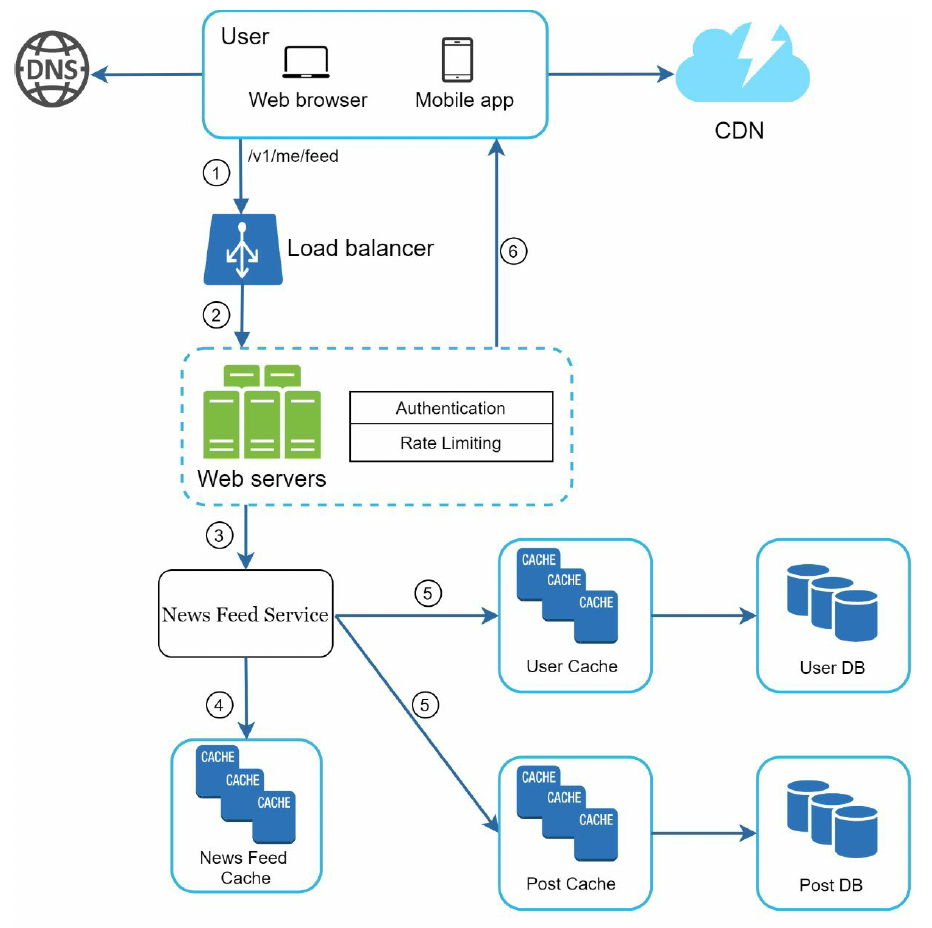 DNS
User
Web browser
Mobile app
CDN
/v1/me/feed
1
Load balancer
6
2
Authentication
Rate Limiting
Web servers
3
News Feed Service
5
CACHE
CACHE
CACHE
User Cache
User DB
4
5
CACHE
CACHE
CACHE
News Feed
Cache
CACHE
CACHE
CACHE
Post Cache
Post DB